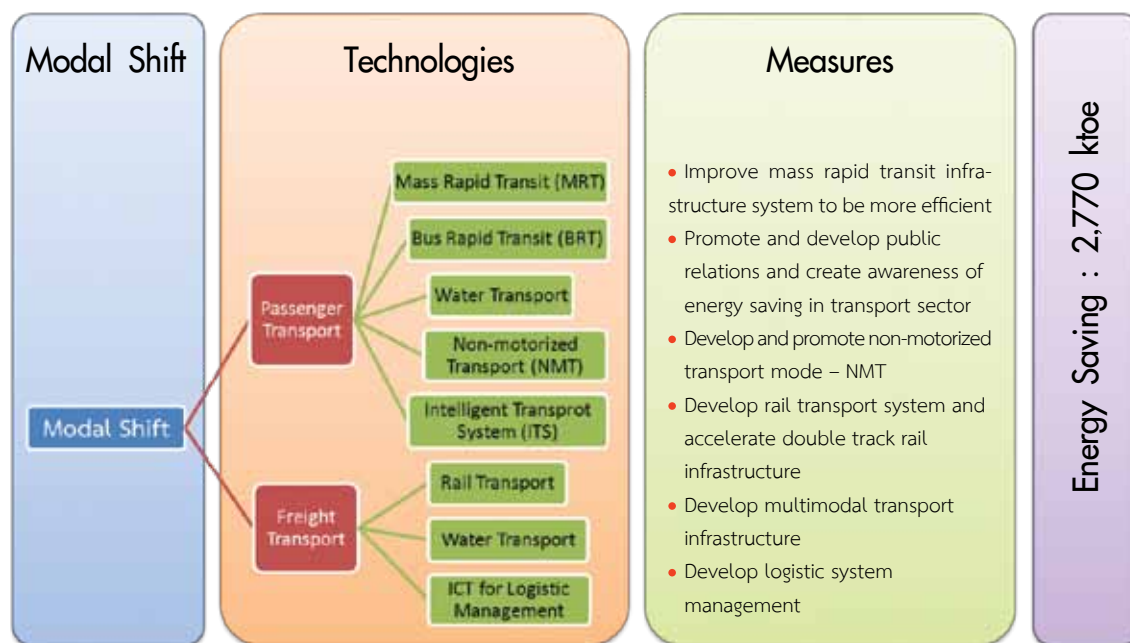 Modal Shift
Technologies
Measures
Modal Shift
Passenger
Transport
Freight
Transport
Mass Rapid Transit (MRT)
Bus Rapid Transit (BRT)
Water Transport
Non-motorized
Transport (NMT)
Intelligent Transprot
System (ITS)
Rail Transport
Water Transport
ICT for Logistic
Management
• Improve mass rapid transit infra-
structure system to be more efficient
• Promote and develop public
relations and create awareness of
energy saving in transport sector
• Develop and promote non-motorized
transport mode – NMT
• Develop rail transport system and
accelerate double track rail
infrastructure
• Develop multimodal transport
infrastructure
• Develop logistic system
management
Energy Saving : 2,770 ktoe